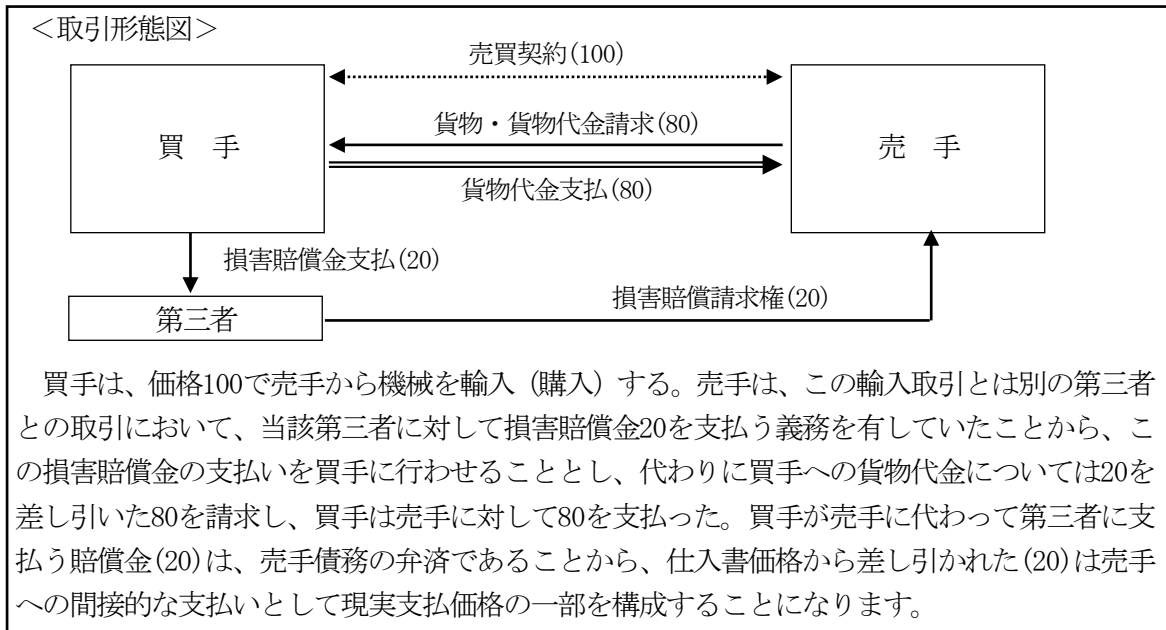 ＜取引形態図＞
売買契約(100)
買　手
貨物・貨物代金請求(80)
売　手
貨物代金支払(80)
損害賠償金支払(20)
損害賠償請求権(20)
第三者
買手は、価格100で売手から機械を輸入（購入）する。売手は、この輸入取引とは別の第三者
との取引において、当該第三者に対して損害賠償金20を支払う義務を有していたことから、こ
の損害賠償金の支払いを買手に行わせることとし、代わりに買手への貨物代金については20を
差し引いた80を請求し、買手は売手に対して80を支払った。買手が売手に代わって第三者に支
払う賠償金(20)は、売手債務の弁済であることから、仕入書価格から差し引かれた(20)は売手
への間接的な支払いとして現実支払価格の一部を構成することになります。